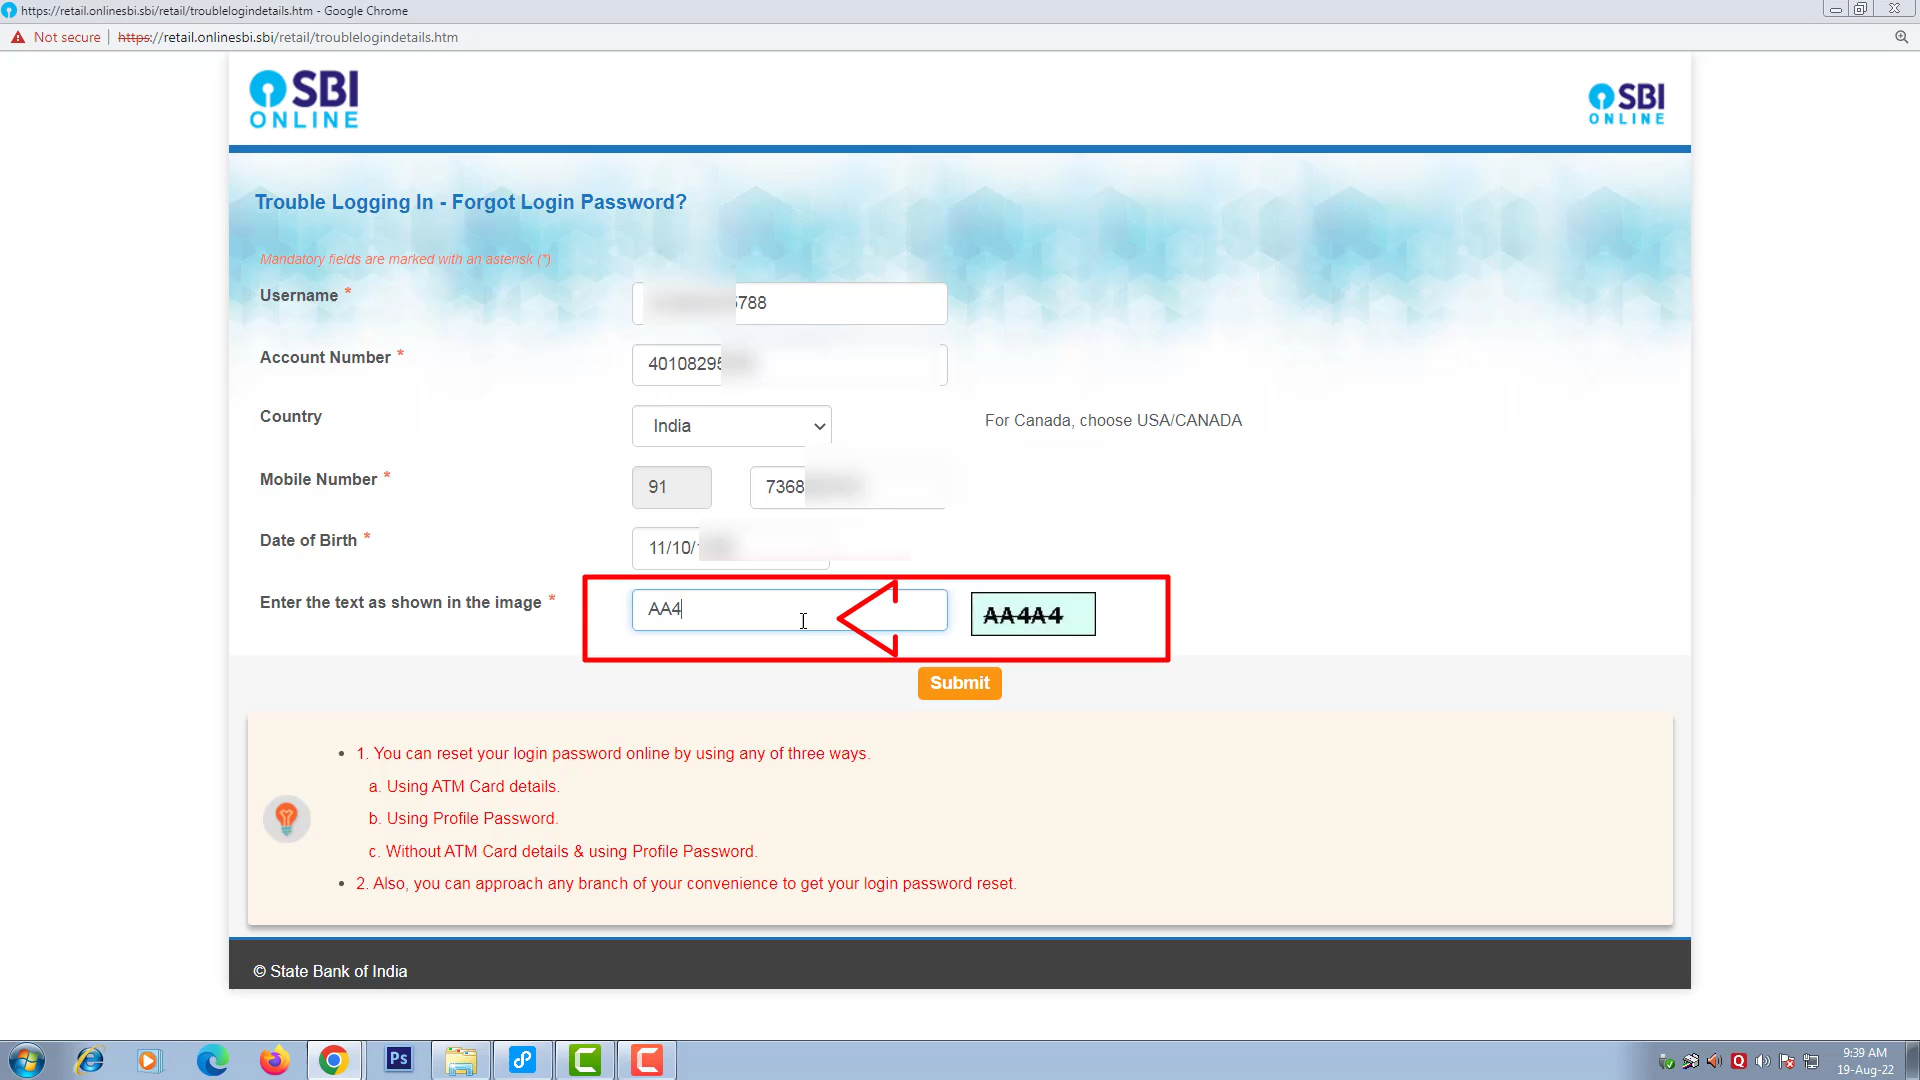 https://retail.onlinesbi.sbi/retail/troublelogindetails.htm - Google Chrome
Not secure | https://retail.onlinesbi.sbi/retail/troublelogindetails.htm
SBI ONLINE
SBI ONLINE
Trouble Logging In - Forgot Login Password?
Mandatory fields are marked with an asterisk (*)
Username *
788
Account Number *
4010829
Country
India
For Canada, choose USA/CANADA
Mobile Number *
91
7368
Date of Birth *
11/10/
Enter the text as shown in the image *
AA4
AA4A4
Submit
• 1. You can reset your login password online by using any of three ways.
a. Using ATM Card details.
b. Using Profile Password.
c. Without ATM Card details & using Profile Password.
• 2. Also, you can approach any branch of your convenience to get your login password reset.
© State Bank of India
Ps
9:39 AM
19-Aug-22